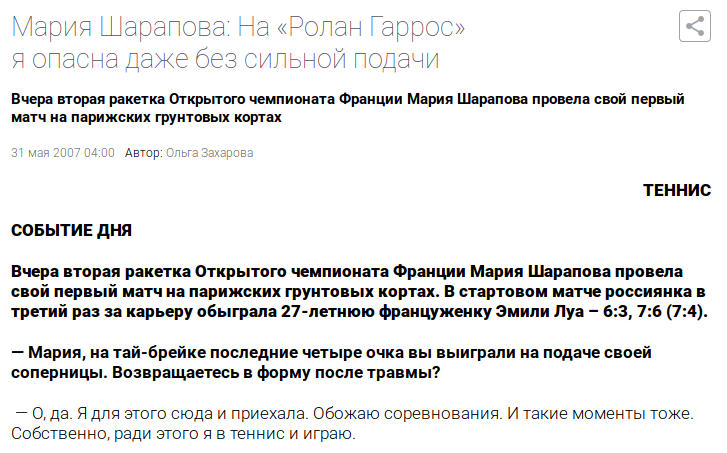 Мария Шарапова: На «Ролан Гаррос»
я опасна даже без сильной подачи
Вчера вторая ракетка Открытого чемпионата Франции Мария Шарапова провела свой первый
матч на парижских грунтовых кортах
31 мая 2007 04:00 Автор: Ольга Захарова
ТЕННИС
СОБЫТИЕ ДНЯ
Вчера вторая ракетка Открытого чемпионата Франции Мария Шарапова провела
свой первый матч на парижских грунтовых кортах. В стартовом матче россиянка в
третий раз за карьеру обыграла 27-летнюю француженку Эмили Луа – 6:3, 7:6 (7:4).
— Мария, на тай-брейке последние четыре очка вы выиграли на подаче своей
соперницы. Возвращаетесь в форму после травмы?
— О, да. Я для этого сюда и приехала. Обожаю соревнования. И такие моменты тоже.
Собственно, ради этого я в теннис и играю.